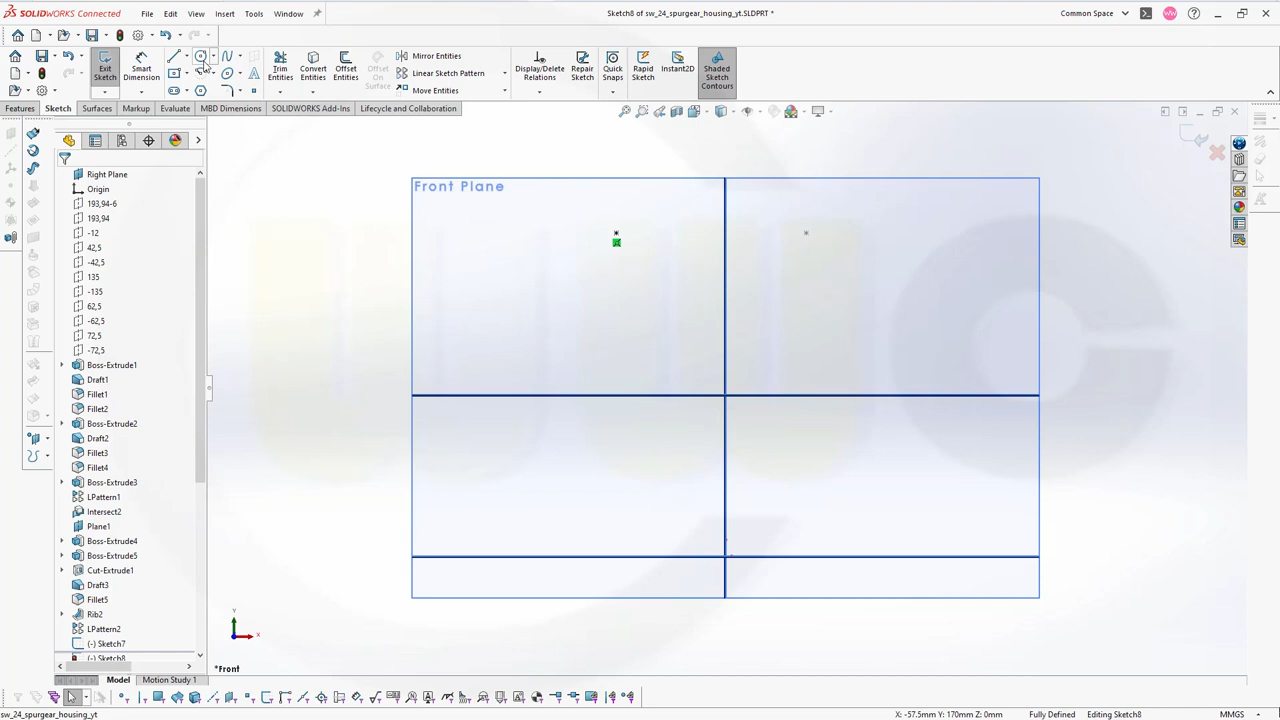 SOLIDWORKS Connected
File
Edit
View
Insert
Tools
Window
Sketch8 of sw_24_spurgear_housing_yt.SLDPRT *
Common Space
Exit Sketch
Smart Dimension
Trim Entities
Convert Entities
Offset Entities
Offset On Surface
Mirror Entities
Linear Sketch Pattern
Move Entities
Display/Delete Relations
Repair Sketch
Quick Snaps
Rapid Sketch
Instant2D
Shaded Sketch Contours
Features
Sketch
Surfaces
Markup
Evaluate
MBD Dimensions
SOLIDWORKS Add-Ins
Lifecycle and Collaboration
Right Plane
Origin
193,94-6
193,94
-12
42,5
-42,5
135
-135
62,5
-62,5
72,5
-72,5
Boss-Extrude1
Draft1
Fillet1
Fillet2
Boss-Extrude2
Draft2
Fillet3
Fillet4
Boss-Extrude3
LPattern1
Intersect2
Plane1
Boss-Extrude4
Boss-Extrude5
Cut-Extrude1
Draft3
Fillet5
Rib2
LPattern2
(-) Sketch7
(-) Sketch8
Front Plane
Y
X
*Front
Model
Motion Study 1
sw_24_spurgear_housing_yt
X: -57.5mm Y: 170mm Z: 0mm
Fully Defined
Editing Sketch8
MMGS